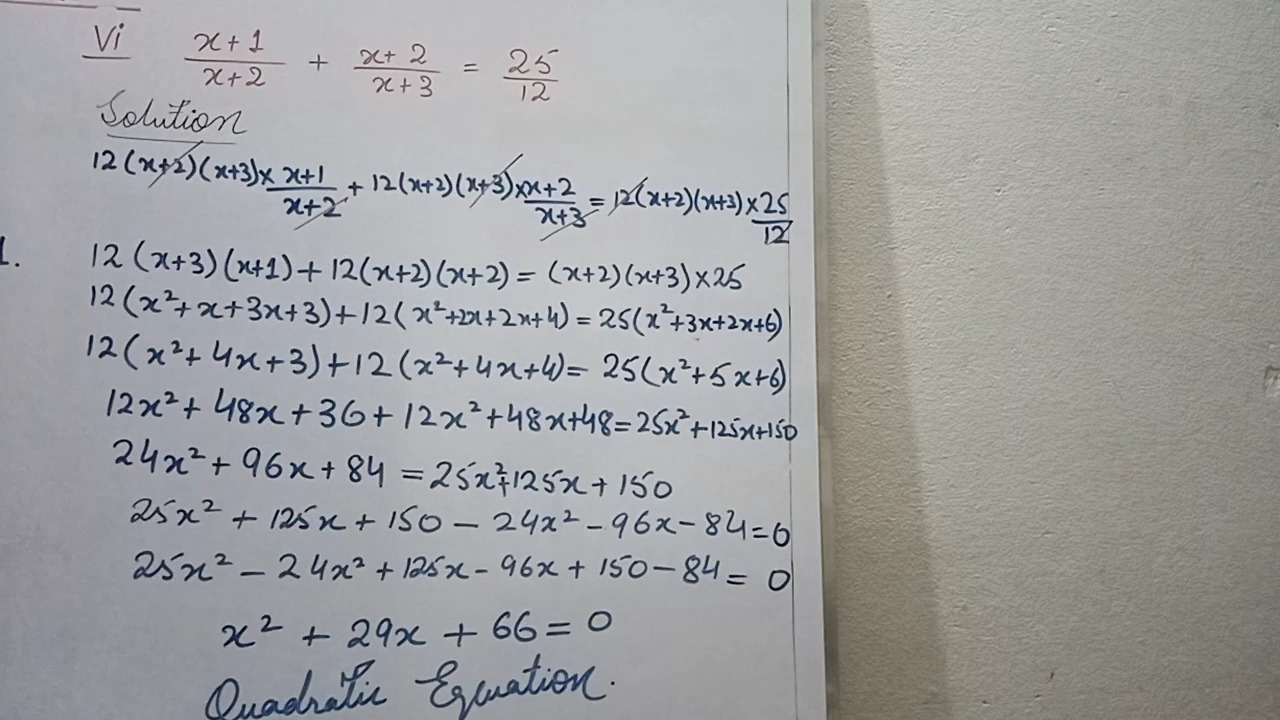 Vi x+1/x+2 + x+2/x+3 = 25/12
Solution
12(x+2)(x+3)× x+1/x+2 + 12(x+2)(x+3)× x+2/x+3 = 12(x+2)(x+3)× 25/12
1. 12(x+3)(x+1)+12(x+2)(x+2) = (x+2)(x+3)×25
12(x²+x+3x+3)+12(x²+2x+2x+4) = 25(x²+3x+2x+6)
12(x²+4x+3)+12(x²+4x+4) = 25(x²+5x+6)
12x²+48x+36+12x²+48x+48=25x²+125x+150
24x²+96x+84 = 25x²+125x+150
25x²+125x+150-24x²-96x-84=0
25x²-24x²+125x-96x+150-84=0
x²+29x+66=0
Quadratic Equation.